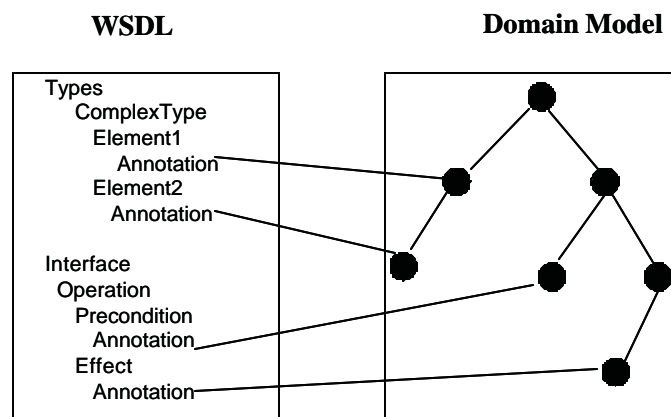 WSDL
Domain Model
Types
ComplexType
Element1
Annotation
Element2
Annotation
Interface
Operation
Precondition
Annotation
Effect
Annotation